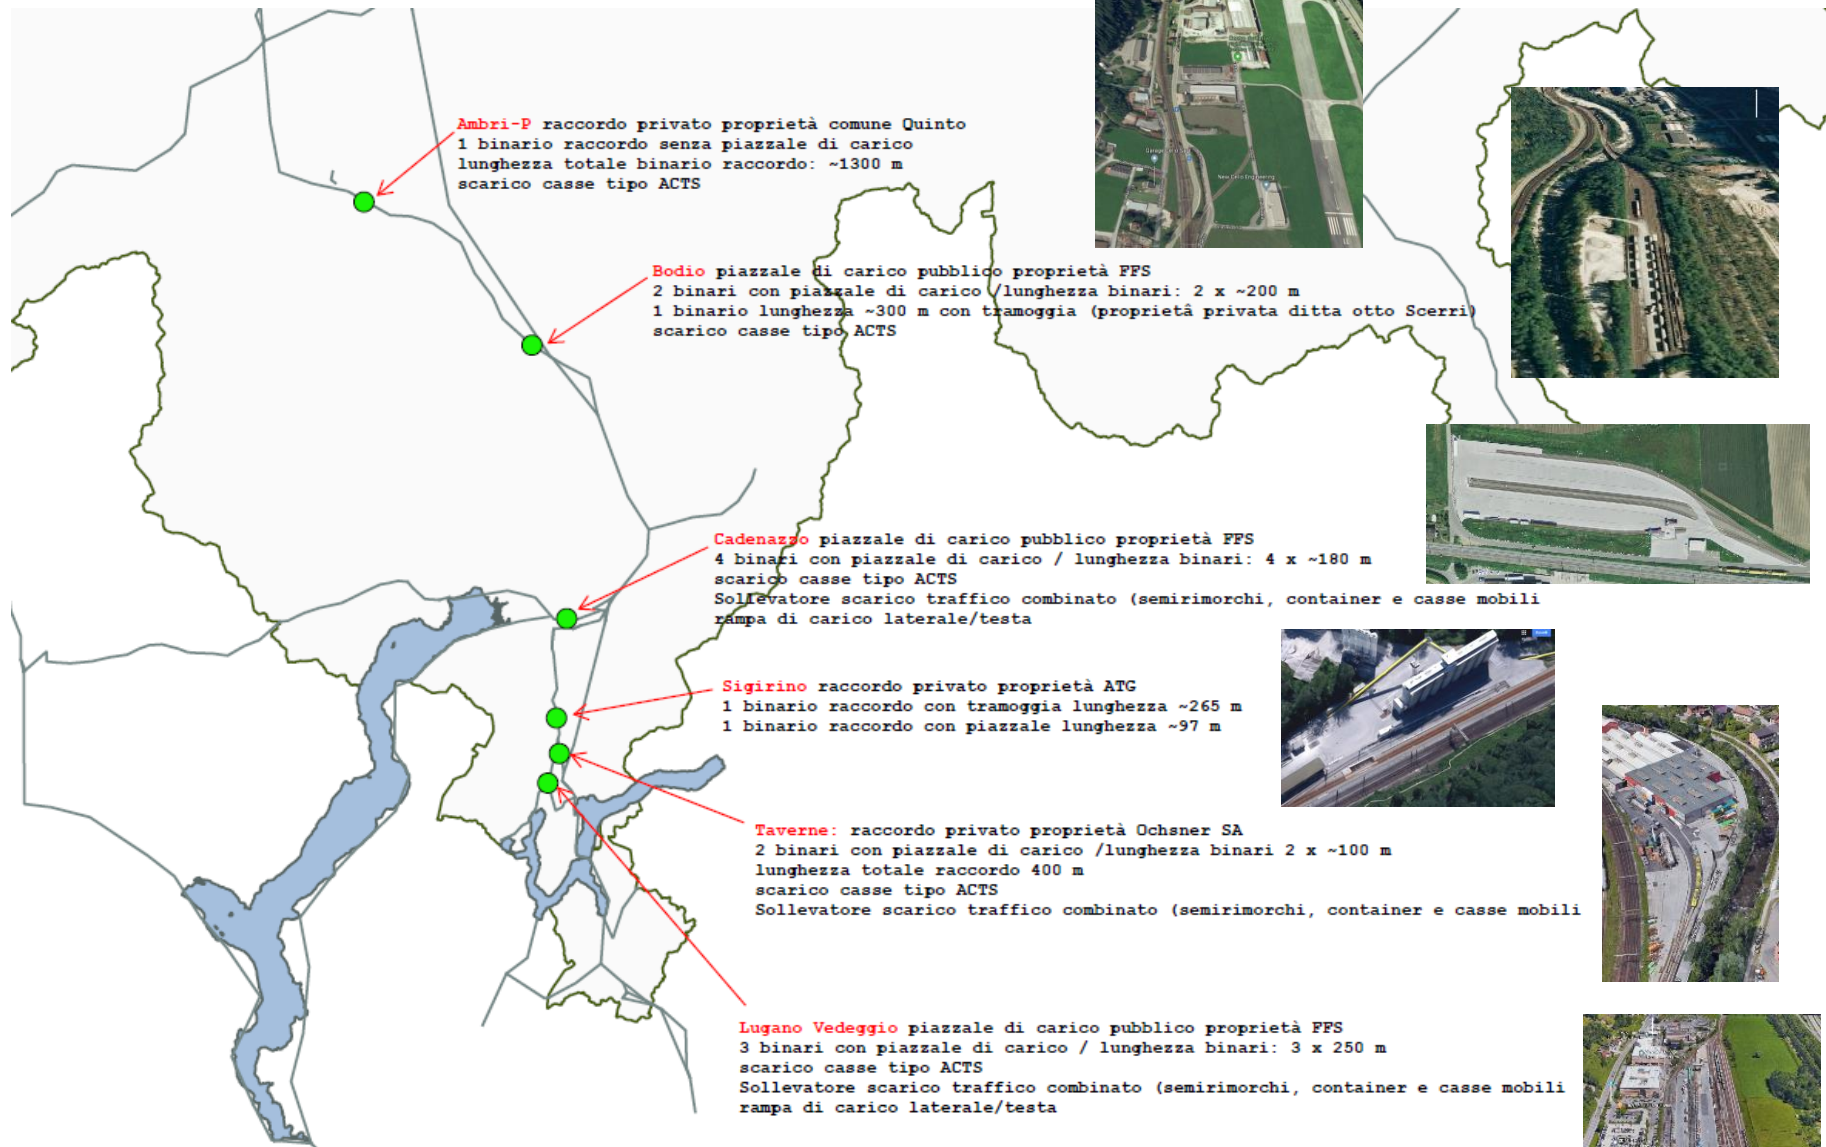 Ambri-P raccordo privato proprietà comune Quinto
1 binario raccordo senza piazzale di carico
lunghezza totale binario raccordo: ~1300 m
scarico casse tipo ACTS
Bodio piazzale di carico pubblico proprietà FFS
2 binari con piazzale di carico /lunghezza binari: 2 x ~200 m
1 binario lunghezza ~300 m con tramoggia (proprietâ privata ditta otto Scerri)
scarico casse tipo ACTS
Cadenazzo piazzale di carico pubblico proprietà FFS
4 binari con piazzale di carico / lunghezza binari: 4 x ~180 m
scarico casse tipo ACTS
Sollevatore scarico traffico combinato (semirimorchi, container e casse mobili
rampa di carico laterale/testa
Sigirino raccordo privato proprietà ATG
1 binario raccordo con tramoggia lunghezza ~265 m
1 binario raccordo con piazzale lunghezza ~97 m
Taverne: raccordo privato proprietà Ochsner SA
2 binari con piazzale di carico /lunghezza binari 2 x ~100 m
lunghezza totale raccordo 400 m
scarico casse tipo ACTS
Sollevatore scarico traffico combinato (semirimorchi, container e casse mobili
Lugano Vedeggio piazzale di carico pubblico proprietà FFS
3 binari con piazzale di carico / lunghezza binari: 3 x 250 m
scarico casse tipo ACTS
Sollevatore scarico traffico combinato (semirimorchi, container e casse mobili
rampa di carico laterale/testa